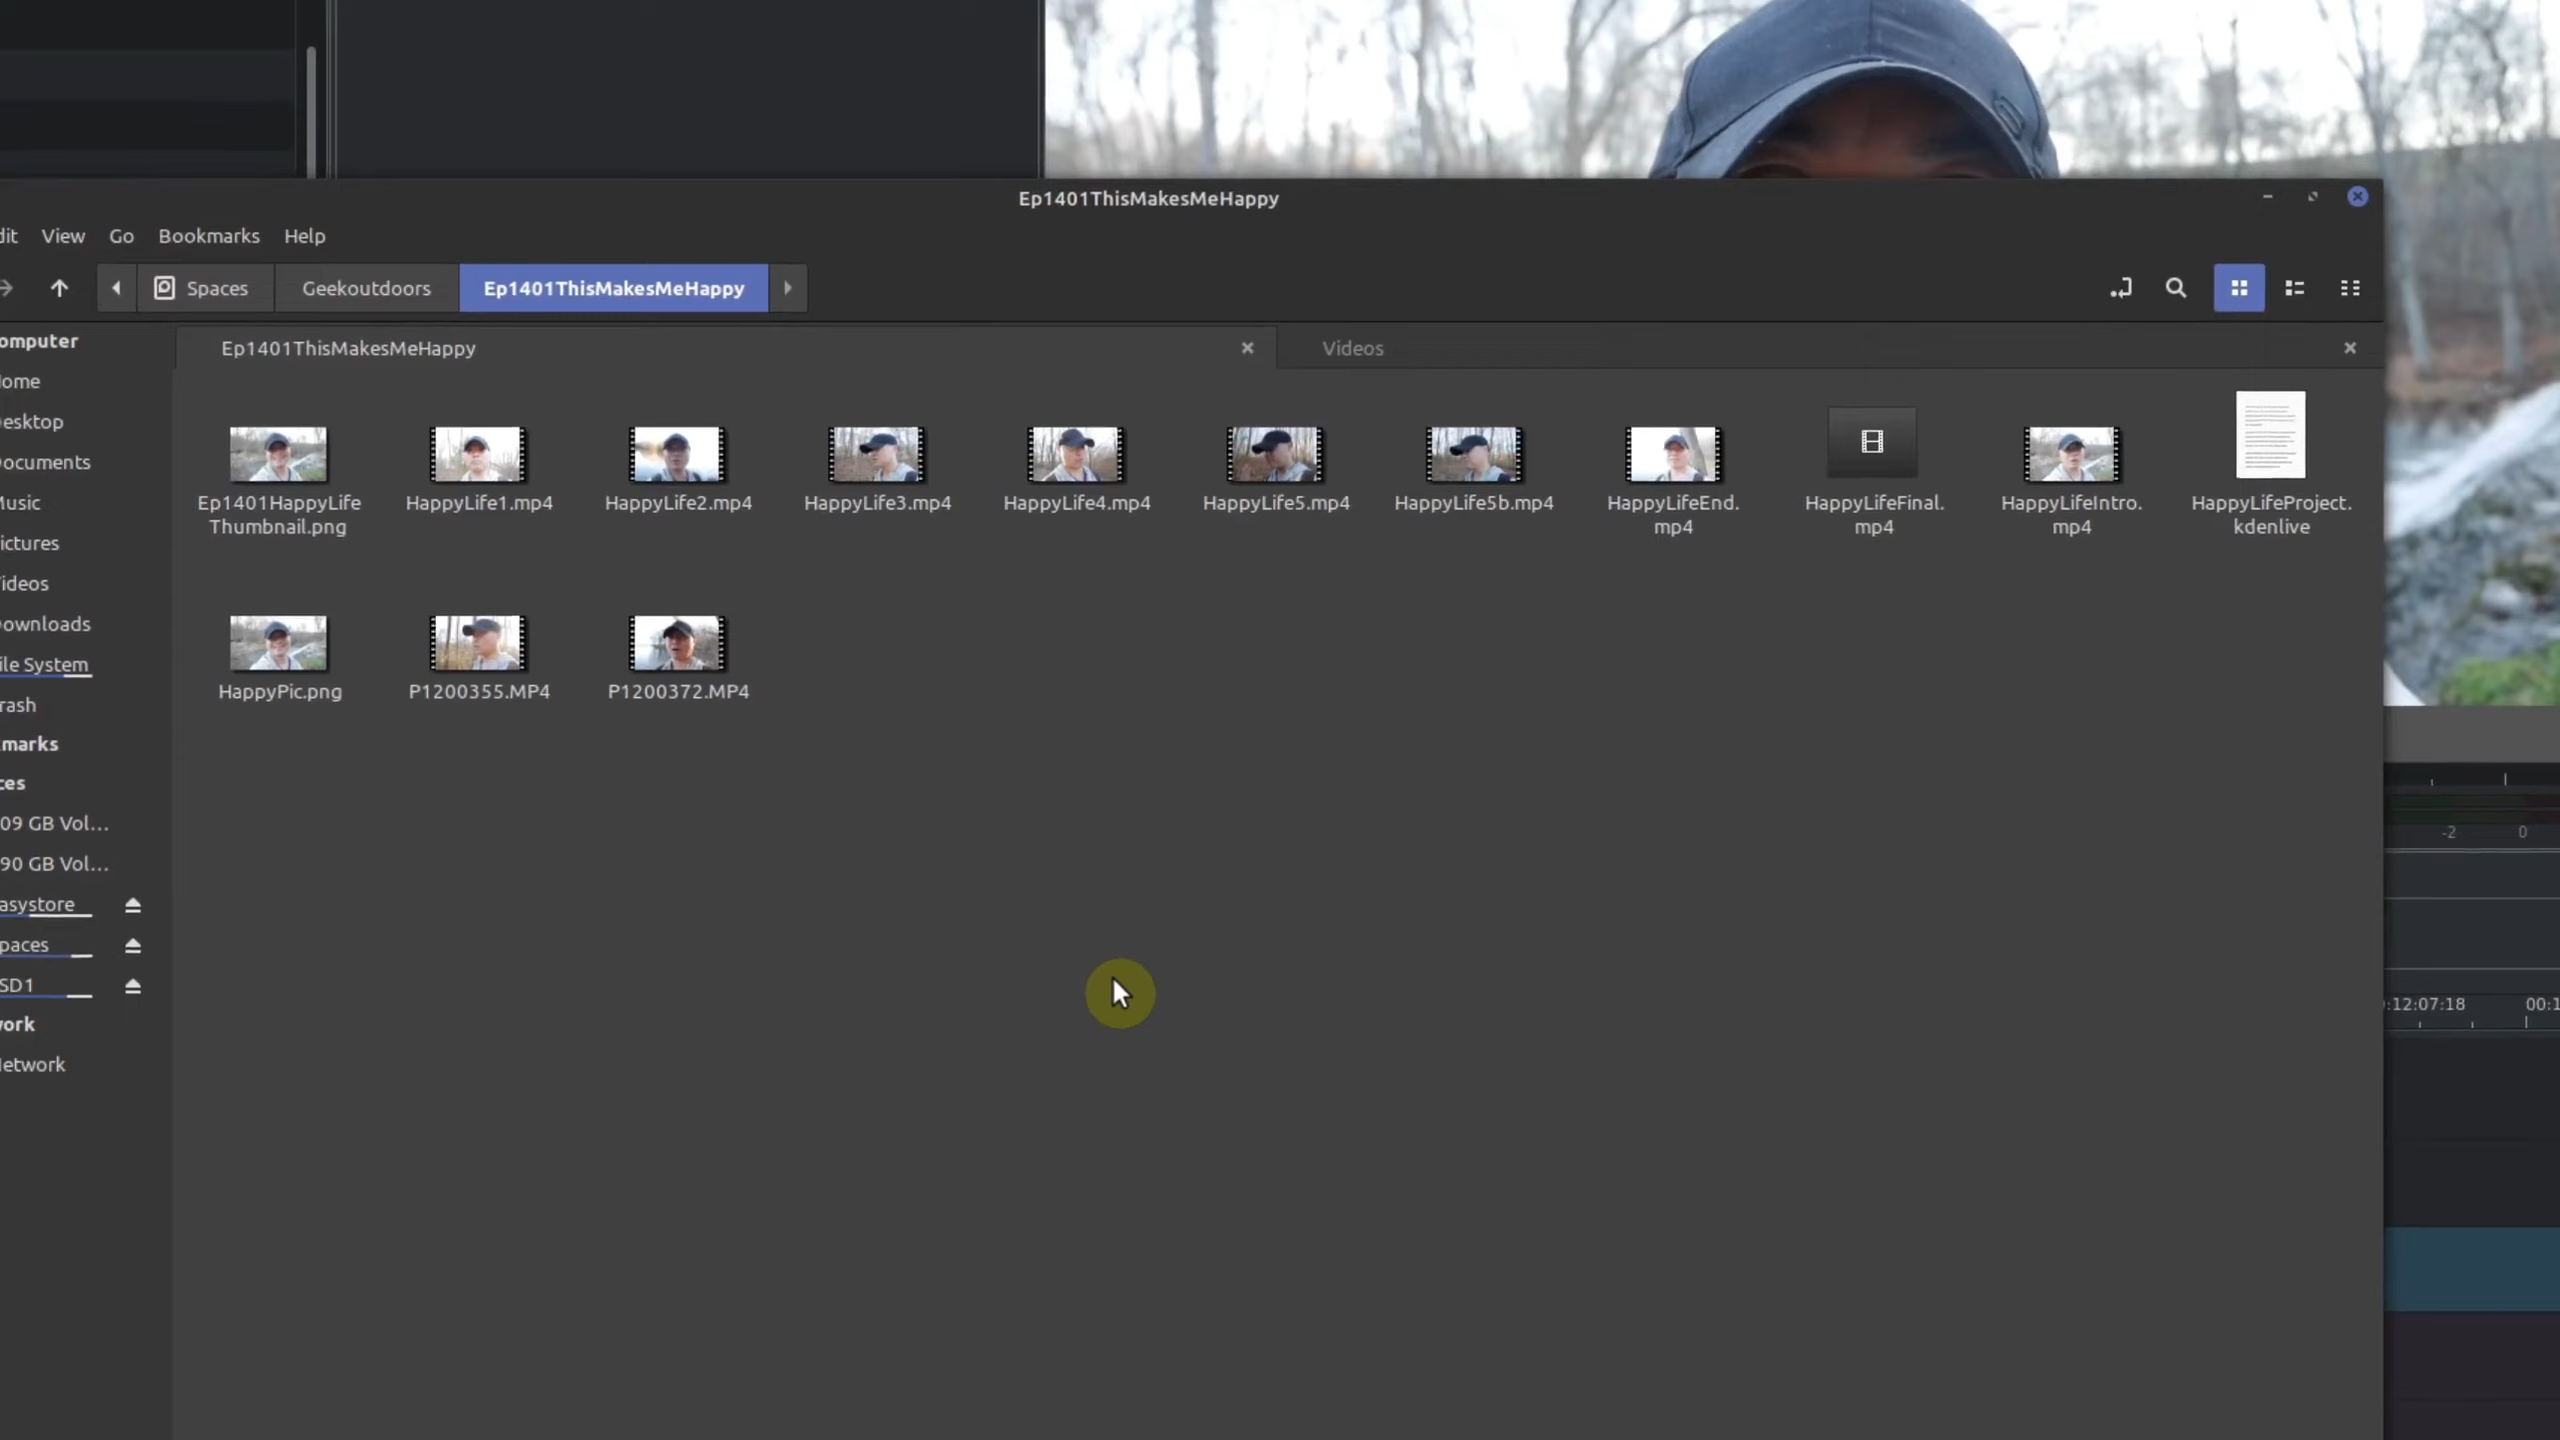 Ep1401ThisMakesMeHappy
dit View Go Bookmarks Help
Spaces Geekoutdoors Ep1401ThisMakesMeHappy
omputer
Ep1401ThisMakesMeHappy Videos
ome
esktop
ocuments
usic
ictures
ideos
ownloads
ile System
rash
marks
ces
09 GB Vol...
90 GB Vol...
asystore
paces
SD1
work
etwork
Ep1401HappyLife
Thumbnail.png
HappyLife1.mp4
HappyLife2.mp4
HappyLife3.mp4
HappyLife4.mp4
HappyLife5.mp4
HappyLife5b.mp4
HappyLifeEnd.
mp4
HappyLifeFinal.
mp4
HappyLifeIntro.
mp4
HappyLifeProject.
kdenlive
HappyPic.png
P1200355.MP4
P1200372.MP4
-2 0
:12:07:18 00:1